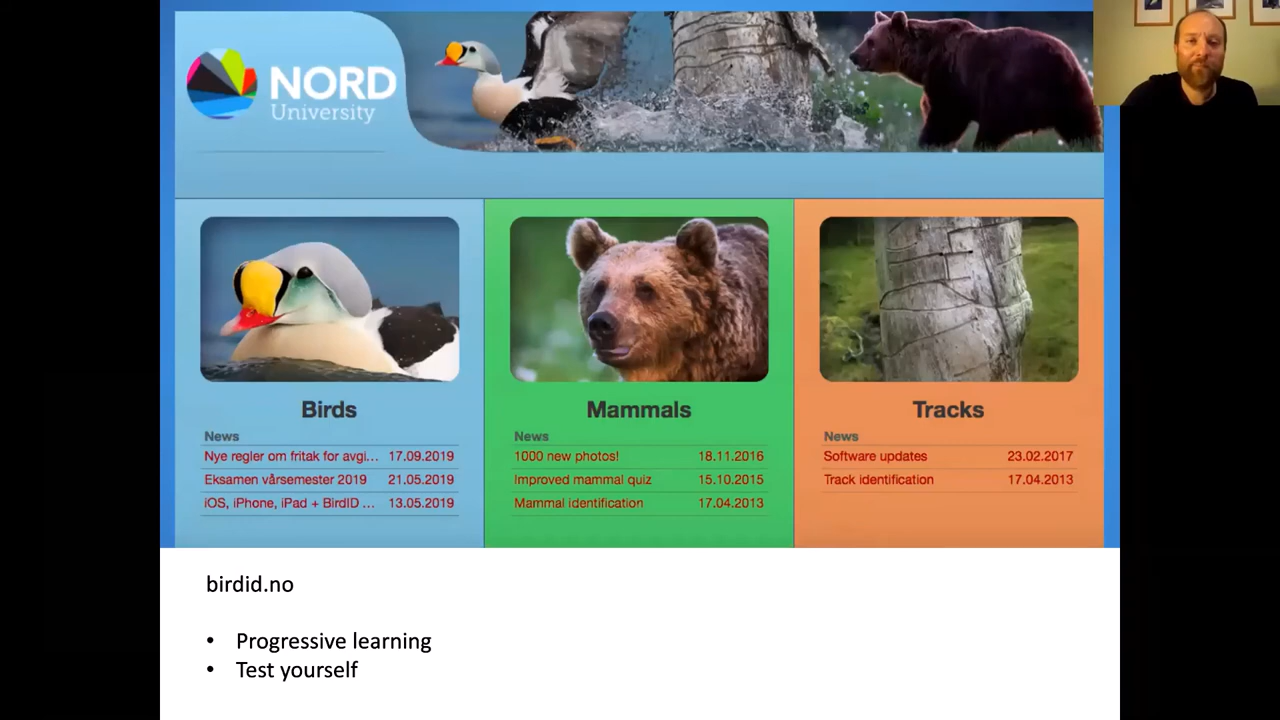 NORD
University
Birds
News
Nye regler om fritak for avgi... 17.09.2019
Eksamen vårsemester 2019 21.05.2019
iOS, iPhone, iPad + BirdID ... 13.05.2019
Mammals
News
1000 new photos! 18.11.2016
Improved mammal quiz 15.10.2015
Mammal identification 17.04.2013
Tracks
News
Software updates 23.02.2017
Track identification 17.04.2013
birdid.no
• Progressive learning
• Test yourself